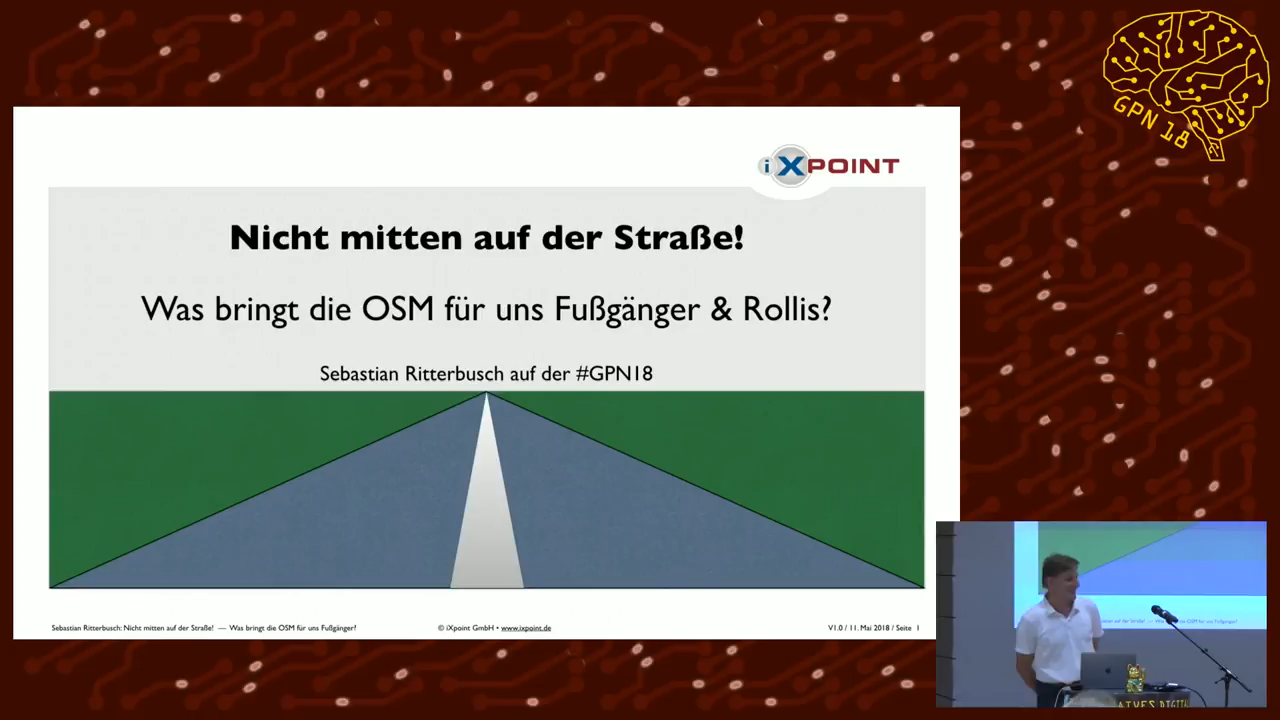 GPN 18
iXPOINT
Nicht mitten auf der Straße!
Was bringt die OSM für uns Fußgänger & Rollis?
Sebastian Ritterbusch auf der #GPN18
Sebastian Ritterbusch: Nicht mitten auf der Straße! — Was bringt die OSM für uns Fußgänger?
© iXpoint GmbH • www.ixpoint.de
V1.0 / 11. Mai 2018 / Seite 1